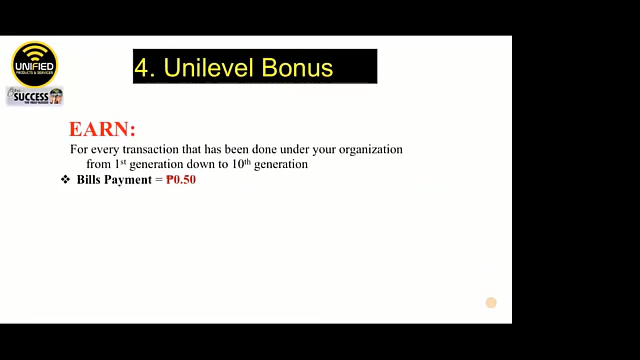 UNIFIED
PRODUCTS & SERVICES
SUCCESS
4. Unilevel Bonus
EARN:
For every transaction that has been done under your organization
from 1st generation down to 10th generation
❖ Bills Payment = ₱0.50